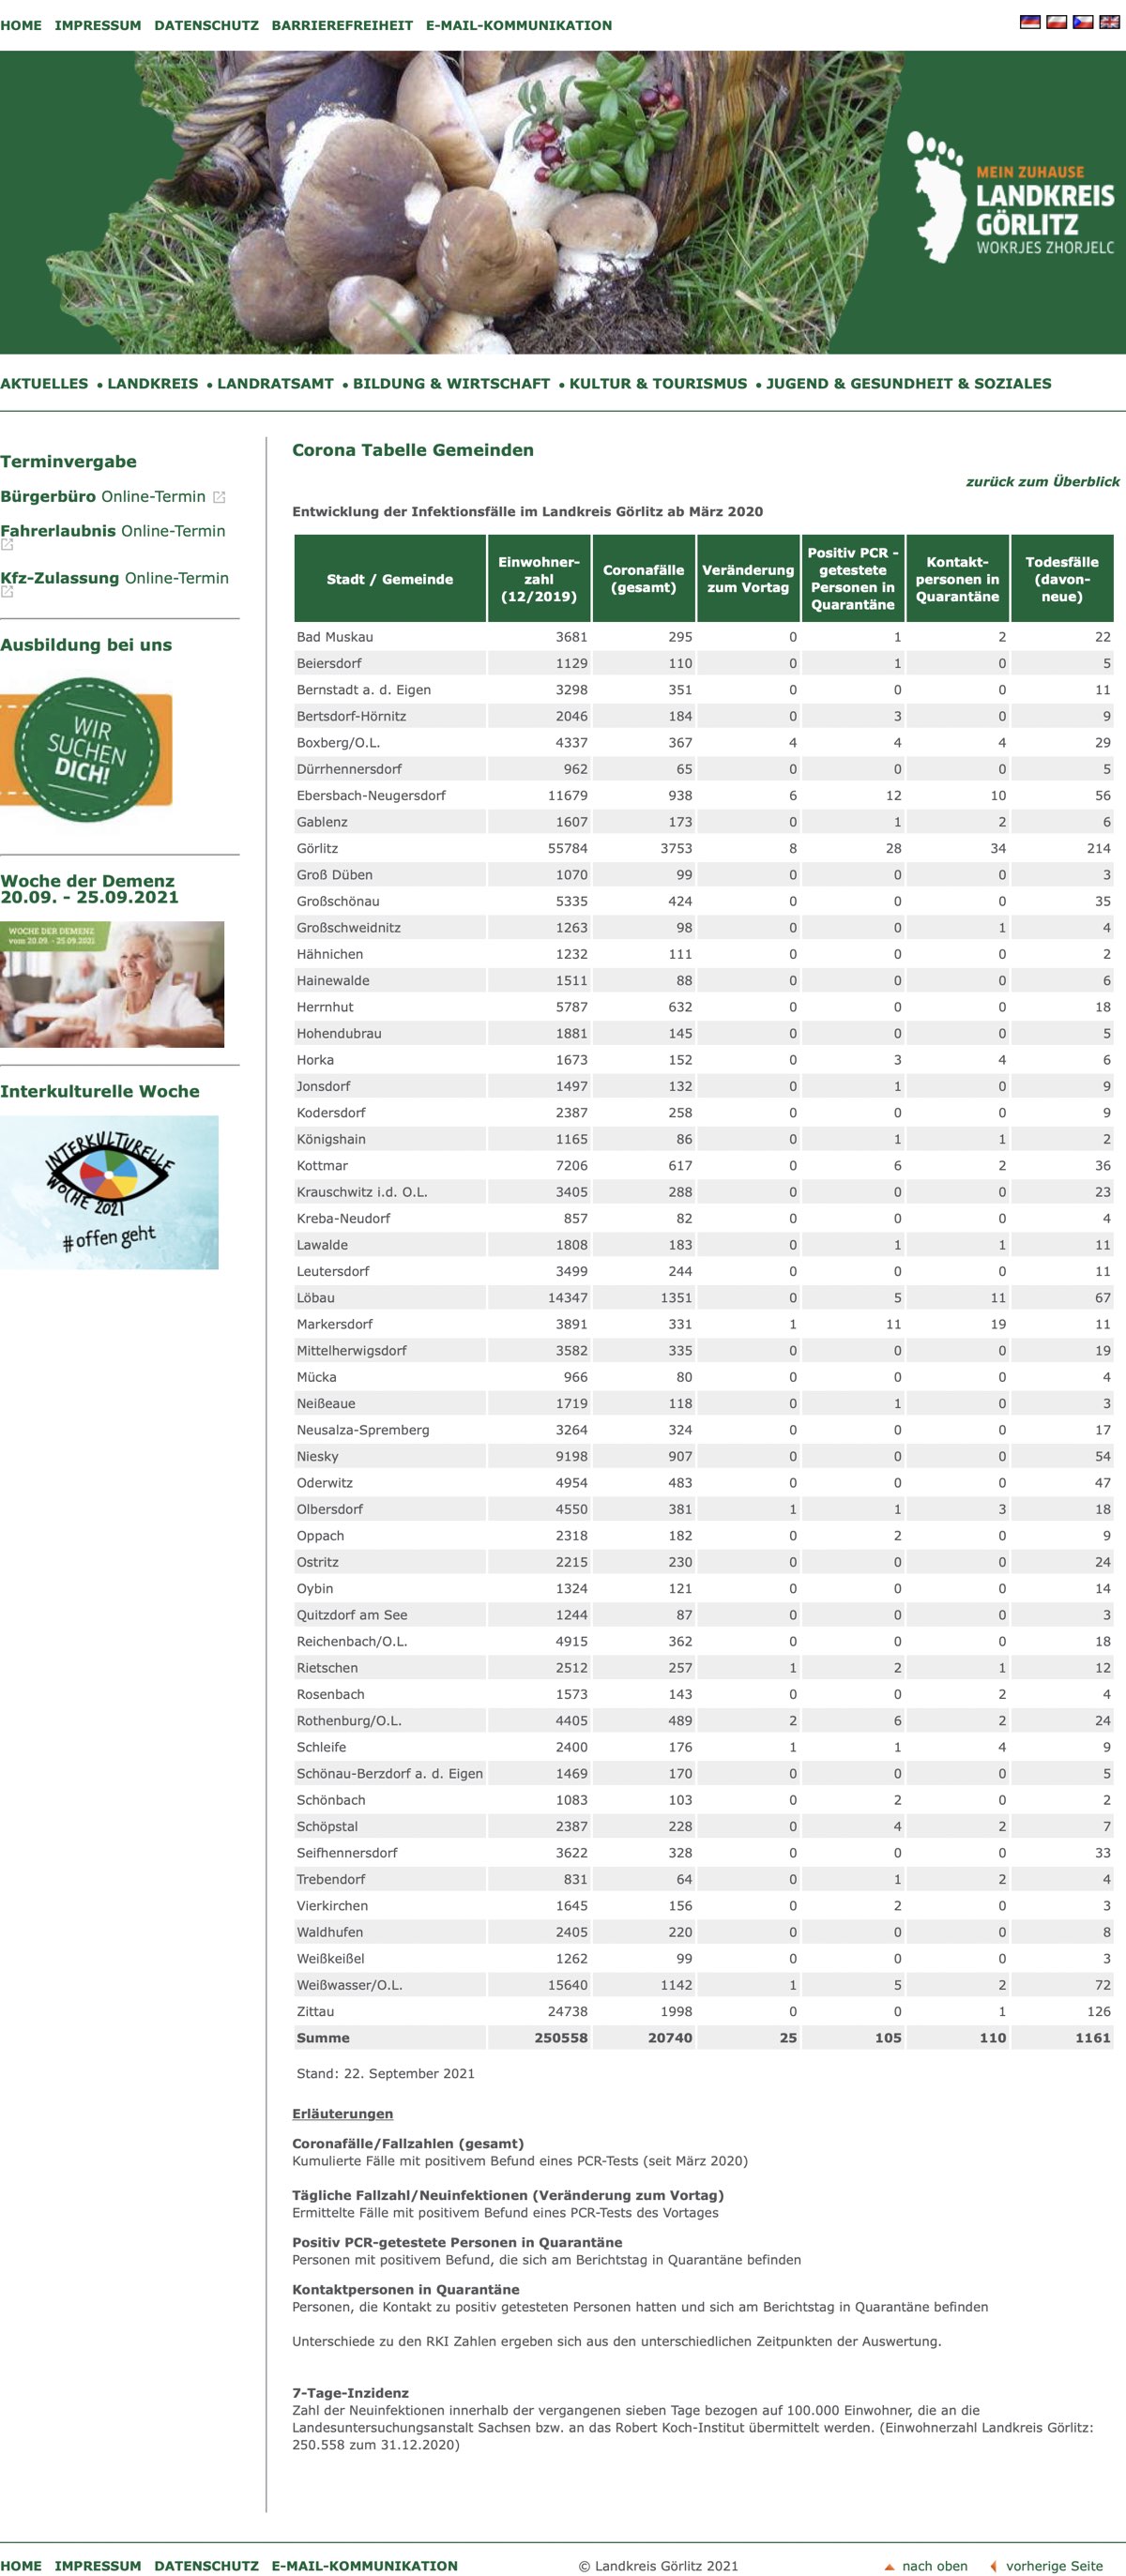 HOME IMPRESSUM DATENSCHUTZ BARRIEREFREIHEIT E-MAIL-KOMMUNIKATION
MEIN ZUHAUSE
LANDKREIS
GÖRLITZ
WOKRJES ZHORJELC
AKTUELLES • LANDKREIS • LANDRATSAMT • BILDUNG & WIRTSCHAFT • KULTUR & TOURISMUS • JUGEND & GESUNDHEIT & SOZIALES
Terminvergabe
Bürgerbüro Online-Termin
Fahrerlaubnis Online-Termin
Kfz-Zulassung Online-Termin
Ausbildung bei uns
WIR
SUCHEN
DICH!
Woche der Demenz
20.09. - 25.09.2021
WOCHE DER DEMENZ
vom 20.09. - 25.09.2021
Interkulturelle Woche
INTERKULTURELLE
WOCHE 2021
#offen geht
Corona Tabelle Gemeinden
zurück zum Überblick
Entwicklung der Infektionsfälle im Landkreis Görlitz ab März 2020
Stadt / Gemeinde
Einwohner-
zahl
(12/2019)
Coronafälle
(gesamt)
Veränderung
zum Vortag
Positiv PCR -
getestete
Personen in
Quarantäne
Kontakt-
personen in
Quarantäne
Todesfälle
(davon-
neue)
Bad Muskau 3681 295 0 1 2 22
Beiersdorf 1129 110 0 1 0 5
Bernstadt a. d. Eigen 3298 351 0 0 0 11
Bertsdorf-Hörnitz 2046 184 0 3 0 9
Boxberg/O.L. 4337 367 4 4 4 29
Dürrhennersdorf 962 65 0 0 0 5
Ebersbach-Neugersdorf 11679 938 6 12 10 56
Gablenz 1607 173 0 1 2 6
Görlitz 55784 3753 8 28 34 214
Groß Düben 1070 99 0 0 0 3
Großschönau 5335 424 0 0 0 35
Großschweidnitz 1263 98 0 0 1 4
Hähnichen 1232 111 0 0 0 2
Hainewalde 1511 88 0 0 0 6
Herrnhut 5787 632 0 0 0 18
Hohendubrau 1881 145 0 0 0 5
Horka 1673 152 0 3 4 6
Jonsdorf 1497 132 0 1 0 9
Kodersdorf 2387 258 0 0 0 9
Königshain 1165 86 0 1 1 2
Kottmar 7206 617 0 6 2 36
Krauschwitz i.d. O.L. 3405 288 0 0 0 23
Kreba-Neudorf 857 82 0 0 0 4
Lawalde 1808 183 0 1 1 11
Leutersdorf 3499 244 0 0 0 11
Löbau 14347 1351 0 5 11 67
Markersdorf 3891 331 1 11 19 11
Mittelherwigsdorf 3582 335 0 0 0 19
Mücka 966 80 0 0 0 4
Neißeaue 1719 118 0 1 0 3
Neusalza-Spremberg 3264 324 0 0 0 17
Niesky 9198 907 0 0 0 54
Oderwitz 4954 483 0 0 0 47
Olbersdorf 4550 381 1 1 3 18
Oppach 2318 182 0 2 0 9
Ostritz 2215 230 0 0 0 24
Oybin 1324 121 0 0 0 14
Quitzdorf am See 1244 87 0 0 0 3
Reichenbach/O.L. 4915 362 0 0 0 18
Rietschen 2512 257 1 2 1 12
Rosenbach 1573 143 0 0 2 4
Rothenburg/O.L. 4405 489 2 6 2 24
Schleife 2400 176 1 1 4 9
Schönau-Berzdorf a. d. Eigen 1469 170 0 0 0 5
Schönbach 1083 103 0 2 0 2
Schöpstal 2387 228 0 4 2 7
Seifhennersdorf 3622 328 0 0 0 33
Trebendorf 831 64 0 1 2 4
Vierkirchen 1645 156 0 2 0 3
Waldhufen 2405 220 0 0 0 8
Weißkeißel 1262 99 0 0 0 3
Weißwasser/O.L. 15640 1142 1 5 2 72
Zittau 24738 1998 0 0 1 126
Summe 250558 20740 25 105 110 1161
Stand: 22. September 2021
Erläuterungen
Coronafälle/Fallzahlen (gesamt)
Kumulierte Fälle mit positivem Befund eines PCR-Tests (seit März 2020)
Tägliche Fallzahl/Neuinfektionen (Veränderung zum Vortag)
Ermittelte Fälle mit positivem Befund eines PCR-Tests des Vortages
Positiv PCR-getestete Personen in Quarantäne
Personen mit positivem Befund, die sich am Berichtstag in Quarantäne befinden
Kontaktpersonen in Quarantäne
Personen, die Kontakt zu positiv getesteten Personen hatten und sich am Berichtstag in Quarantäne befinden
Unterschiede zu den RKI Zahlen ergeben sich aus den unterschiedlichen Zeitpunkten der Auswertung.
7-Tage-Inzidenz
Zahl der Neuinfektionen innerhalb der vergangenen sieben Tage bezogen auf 100.000 Einwohner, die an die
Landesuntersuchungsanstalt Sachsen bzw. an das Robert Koch-Institut übermittelt werden. (Einwohnerzahl Landkreis Görlitz:
250.558 zum 31.12.2020)
HOME IMPRESSUM DATENSCHUTZ E-MAIL-KOMMUNIKATION
© Landkreis Görlitz 2021
nach oben vorherige Seite